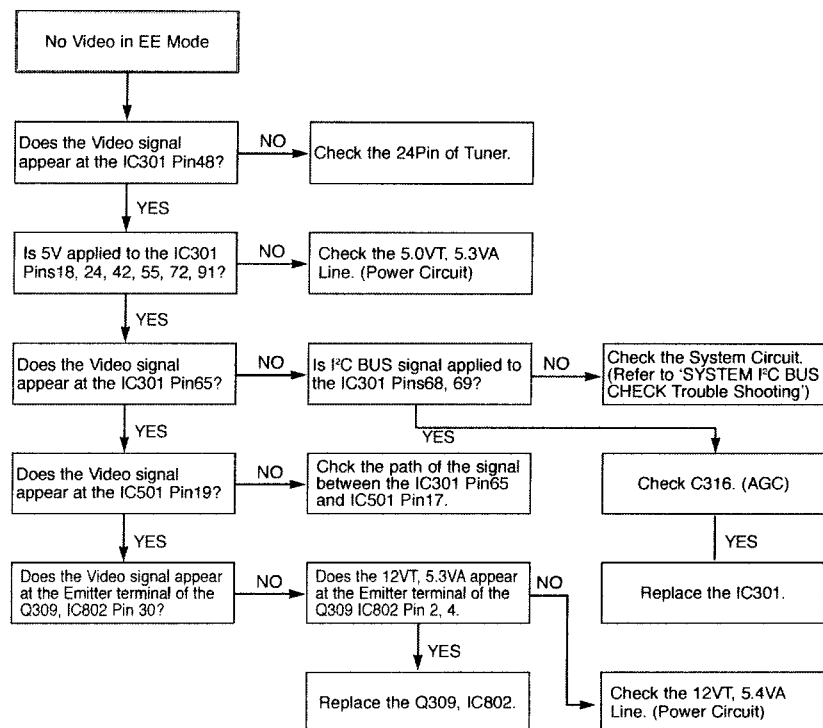 No Video in EE Mode
Does the Video signal
appear at the IC301 Pin48?
NO
Check the 24Pin of Tuner.
YES
Is 5V applied to the IC301
Pins18, 24, 42, 55, 72, 91?
NO
Check the 5.0VT, 5.3VA
Line. (Power Circuit)
YES
Does the Video signal
appear at the IC301 Pin65?
NO
Is I²C BUS signal applied to
the IC301 Pins68, 69?
NO
Check the System Circuit.
(Refer to ‘SYSTEM I²C BUS
CHECK Trouble Shooting’)
YES
YES
Does the Video signal
appear at the IC501 Pin19?
NO
Chck the path of the signal
between the IC301 Pin65
and IC501 Pin17.
Check C316. (AGC)
YES
YES
Does the Video signal appear
at the Emitter terminal of the
Q309, IC802 Pin 30?
NO
Does the 12VT, 5.3VA appear
at the Emitter terminal of the
Q309 IC802 Pin 2, 4.
NO
Replace the IC301.
YES
Replace the Q309, IC802.
Check the 12VT, 5.4VA
Line. (Power Circuit)